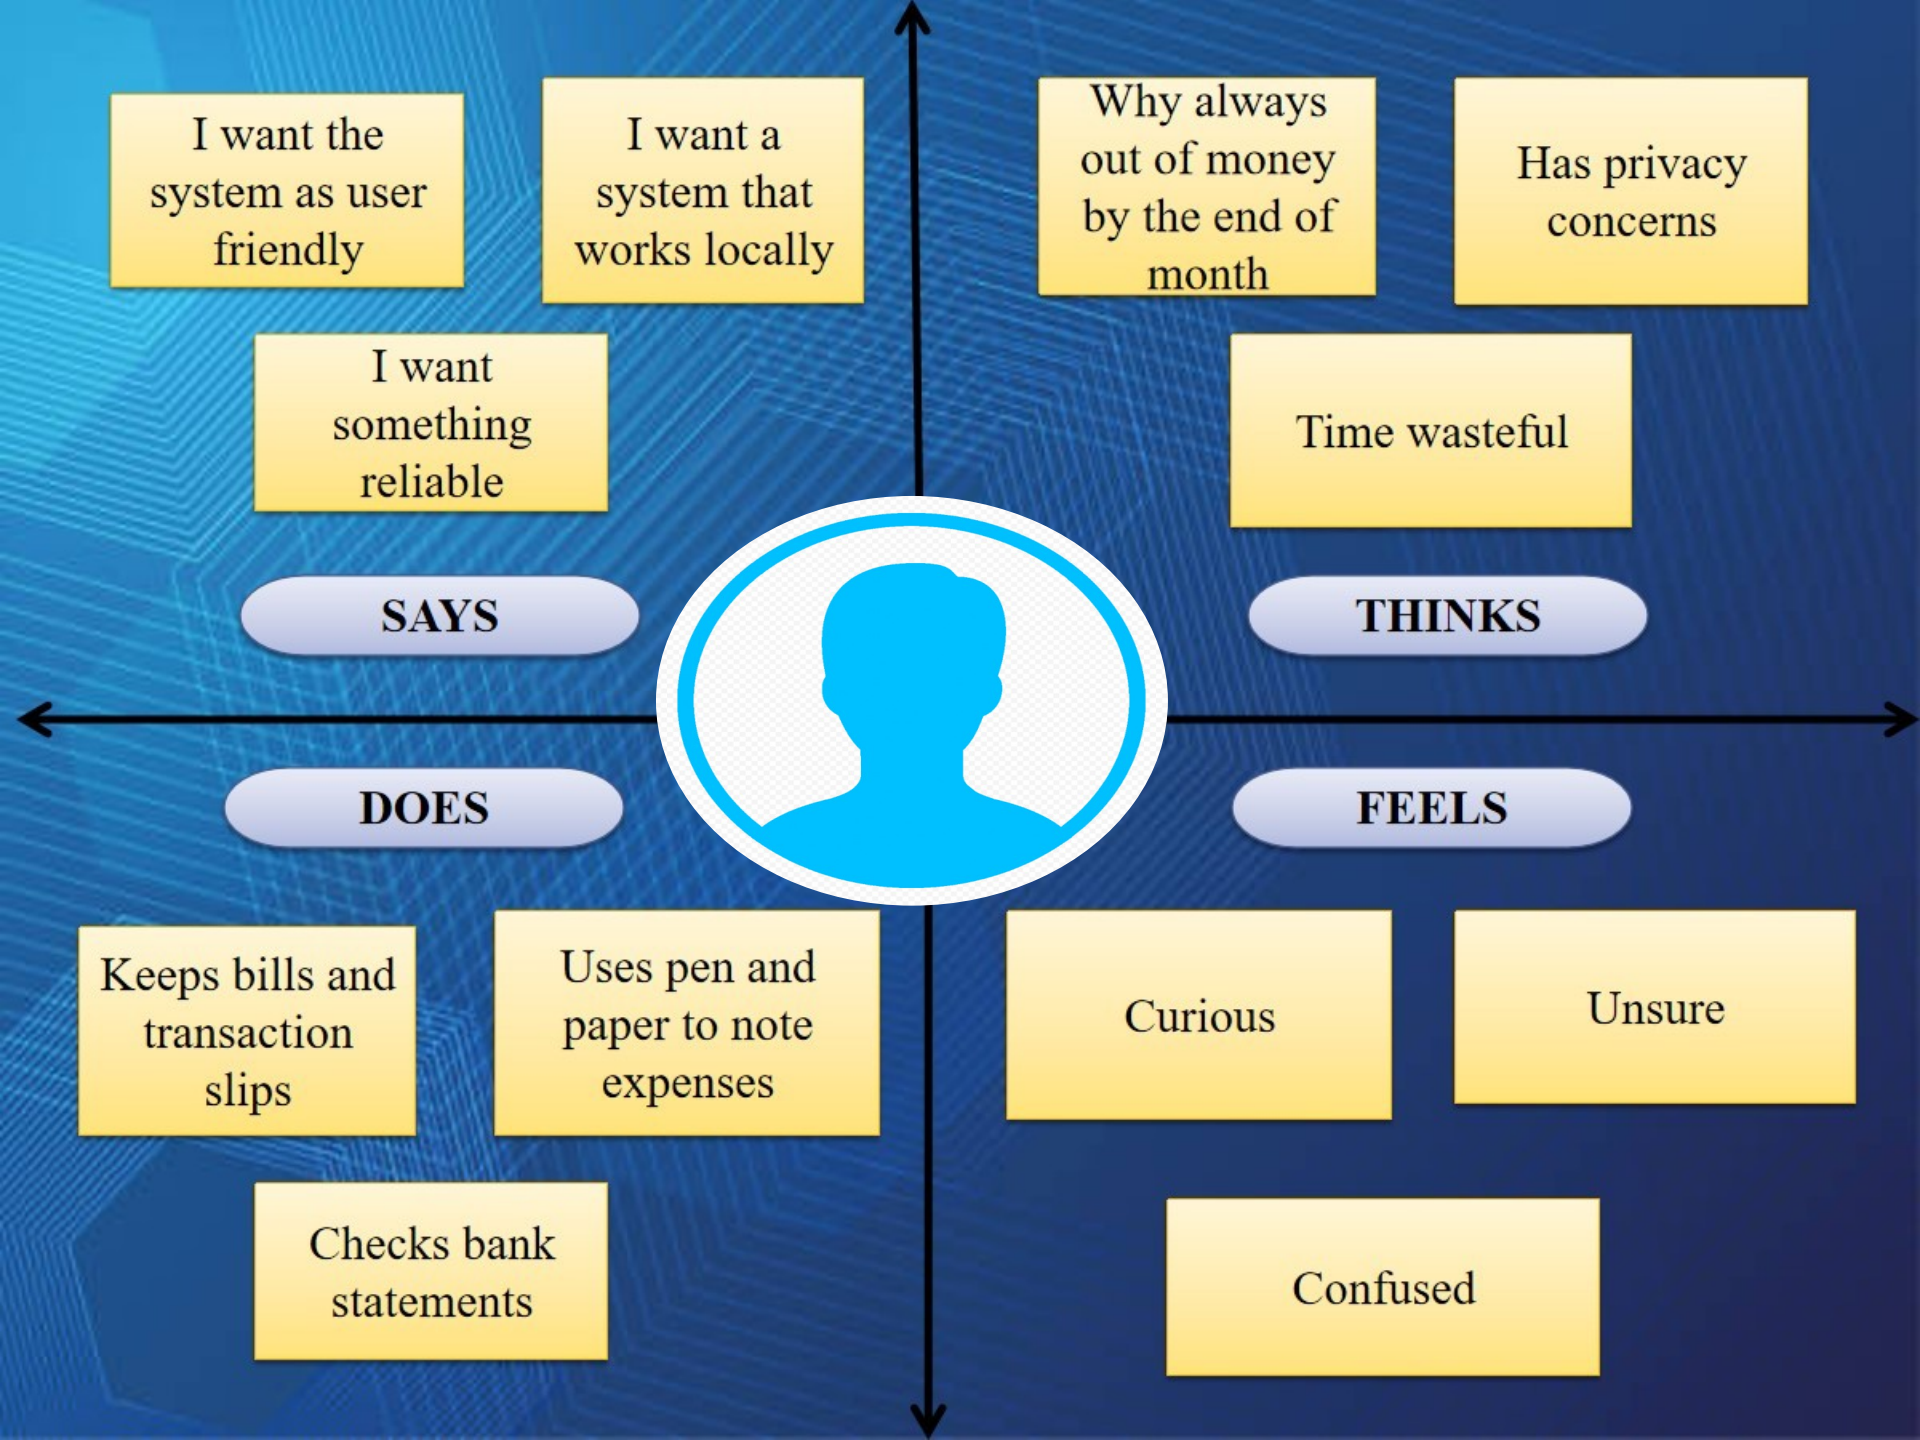 I want the
system as user
friendly
I want a
system that
works locally
I want
something
reliable
SAYS
Why always
out of money
by the end of
month
Has privacy
concerns
Time wasteful
THINKS
DOES
Keeps bills and
transaction
slips
Uses pen and
paper to note
expenses
Checks bank
statements
FEELS
Curious
Unsure
Confused